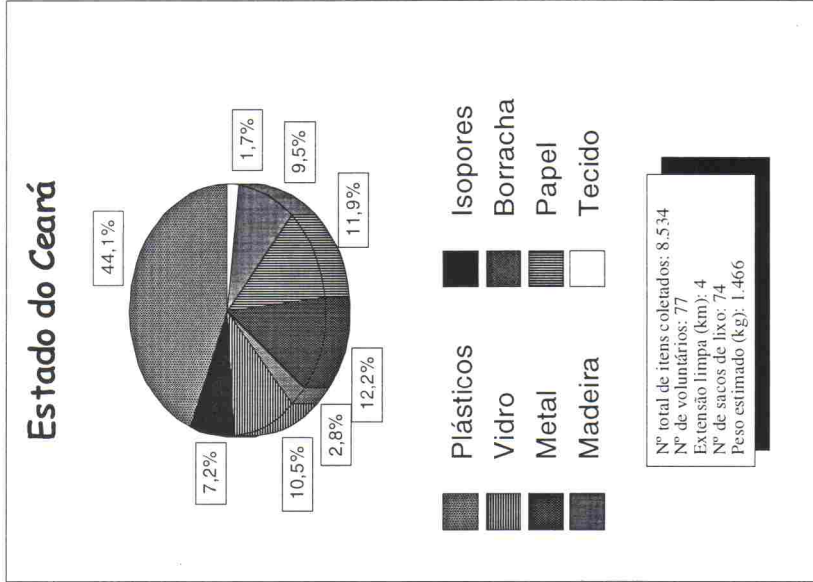 Estado do Ceará
44,1%
1,7%
9,5%
11,9%
12,2%
2,8%
10,5%
7,2%
Plásticos
Isopores
Vidro
Borracha
Metal
Papel
Madeira
Tecido
Nº total de itens coletados: 8.534
Nº de voluntários: 77
Extensão limpa (km): 4
Nº de sacos de lixo: 74
Peso estimado (kg): 1.466